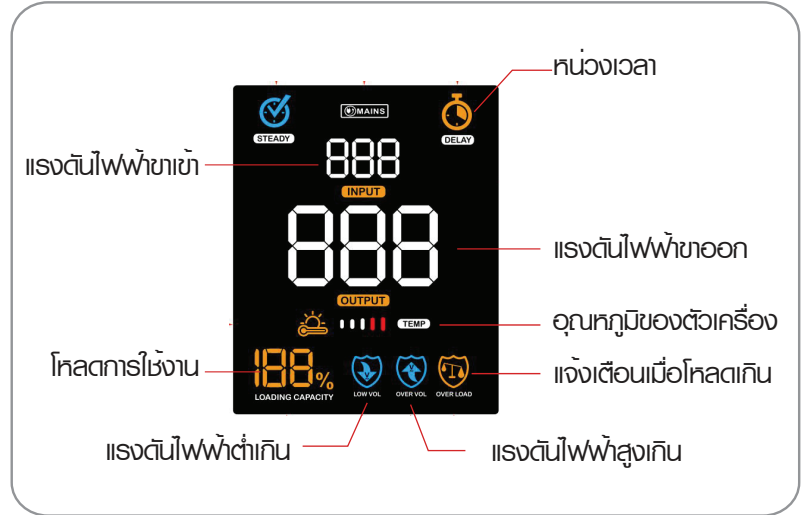 หน่วงเวลา
MAINS
STEADY
DELAY
แรงดันไฟฟ้าขาเข้า
888
INPUT
888
แรงดันไฟฟ้าขาออก
OUTPUT
TEMP
อุณหภูมิของตัวเครื่อง
โหลดการใช้งาน
188%
LOADING CAPACITY
LOW VOL
OVER VOL
OVER LOAD
แจ้งเตือนเมื่อโหลดเกิน
แรงดันไฟฟ้าต่ำเกิน
แรงดันไฟฟ้าสูงเกิน